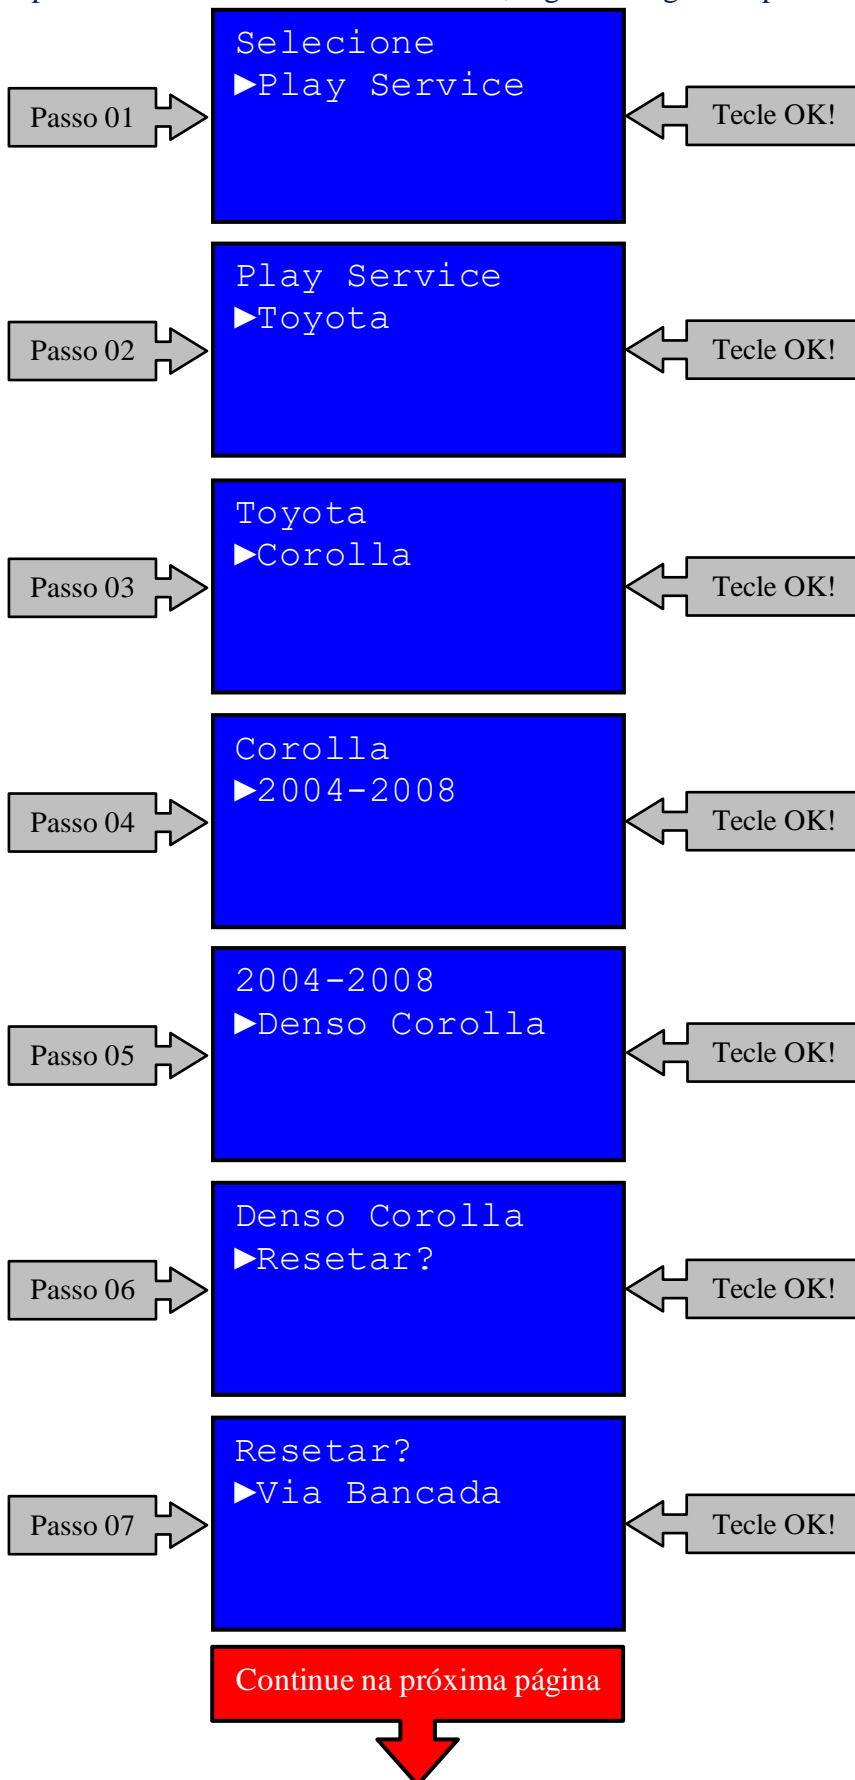 Selecione
►Play Service
Passo 01
Tecle OK!
Play Service
►Toyota
Passo 02
Tecle OK!
Toyota
►Corolla
Passo 03
Tecle OK!
Corolla
►2004-2008
Passo 04
Tecle OK!
2004-2008
►Denso Corolla
Passo 05
Tecle OK!
Denso Corolla
►Resetar?
Passo 06
Tecle OK!
Resetar?
►Via Bancada
Passo 07
Tecle OK!
Continue na próxima página